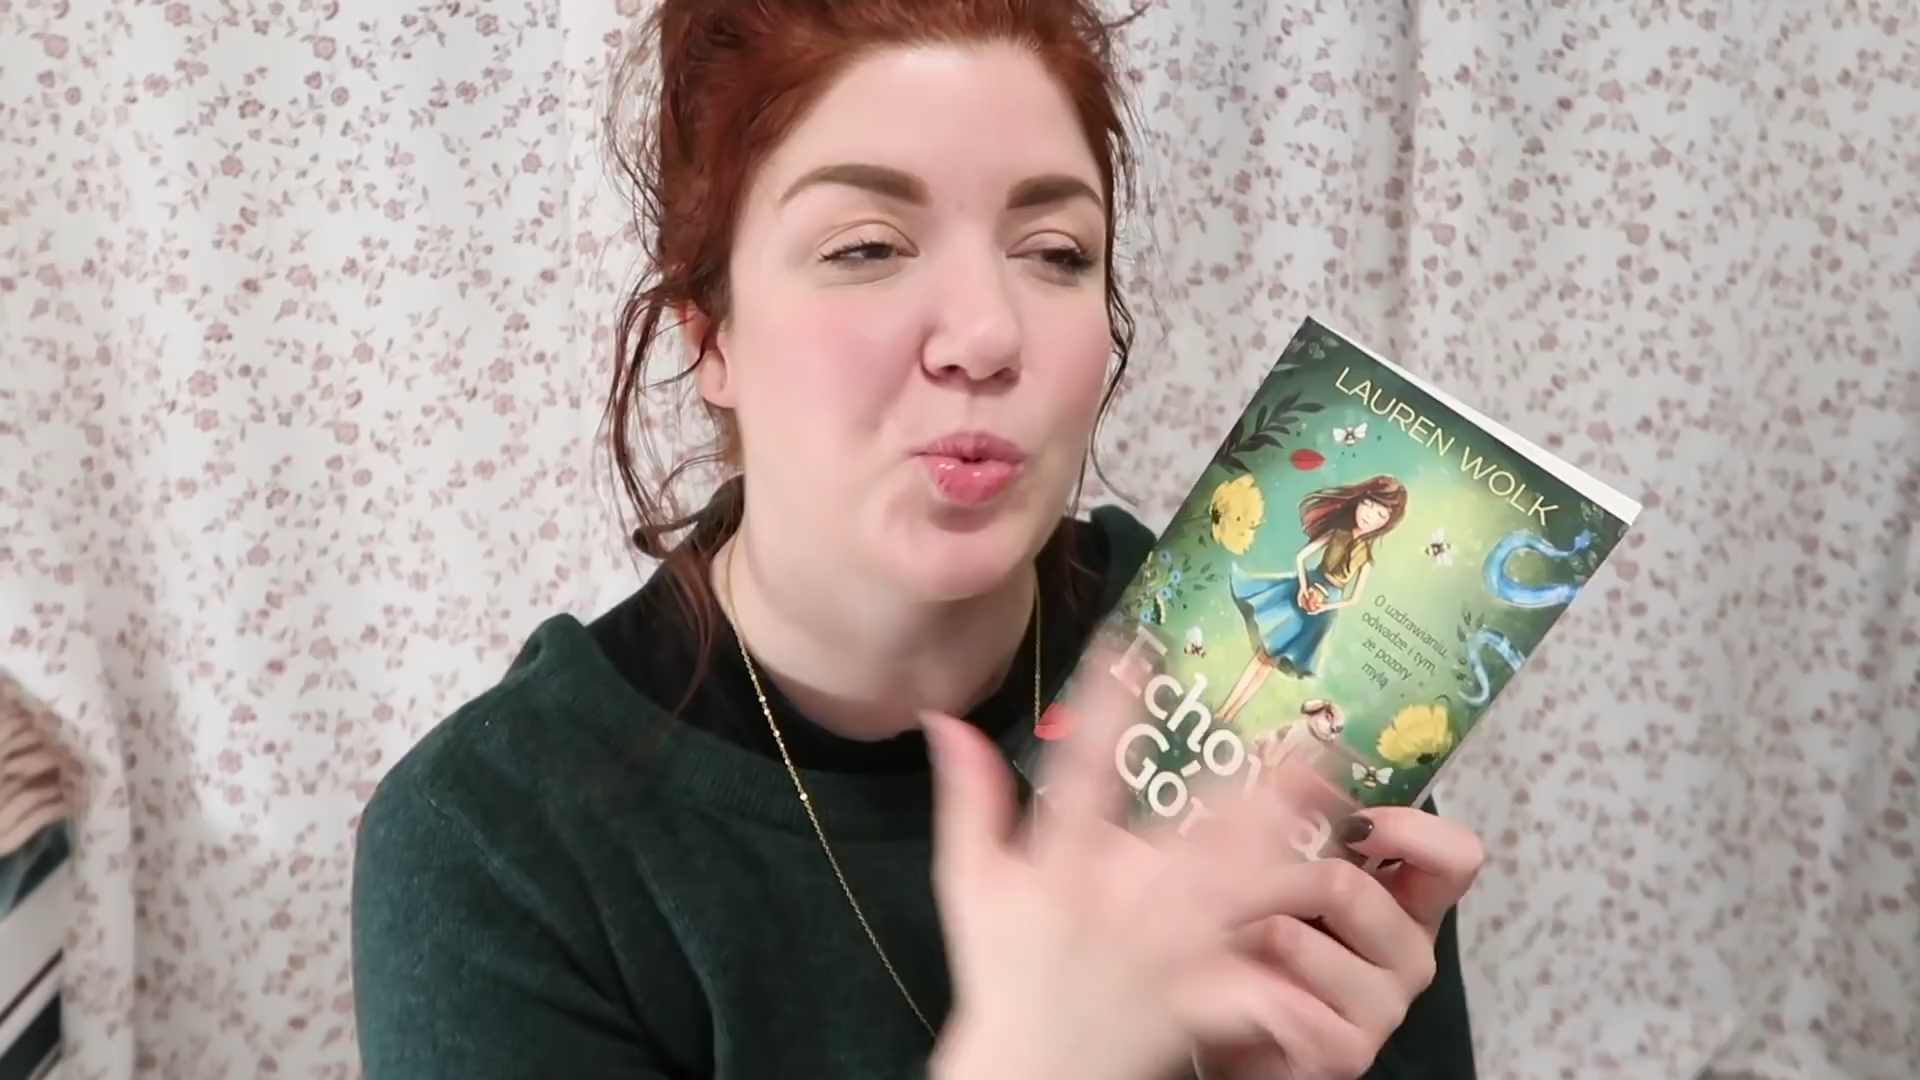 LAUREN WOLK
O uzdrawianiu,
odwadze i tym,
że pozory
mylą